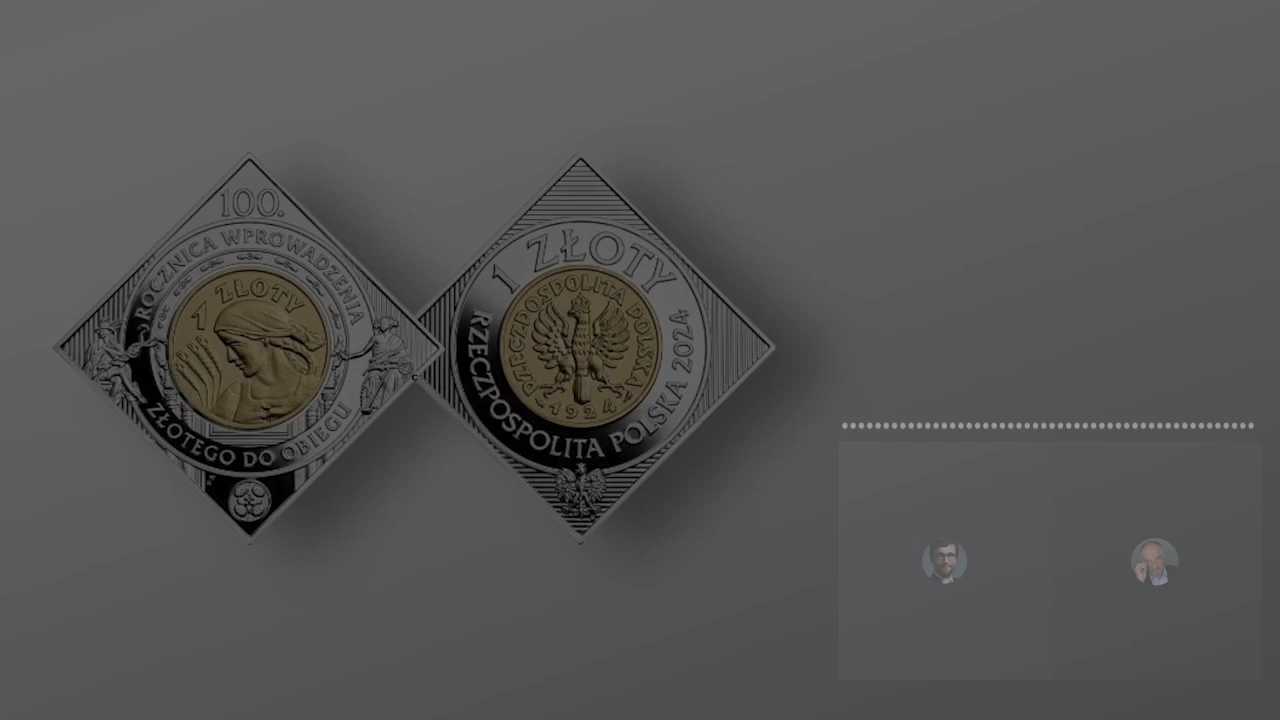 100.
ROCZNICA WPROWADZENIA
ZŁOTEGO DO OBIEGU
1 ZŁOTY
1 ZŁOTY
RZECZPOSPOLITA POLSKA 2024
RZECZPOSPOLITA POLSKA
1924